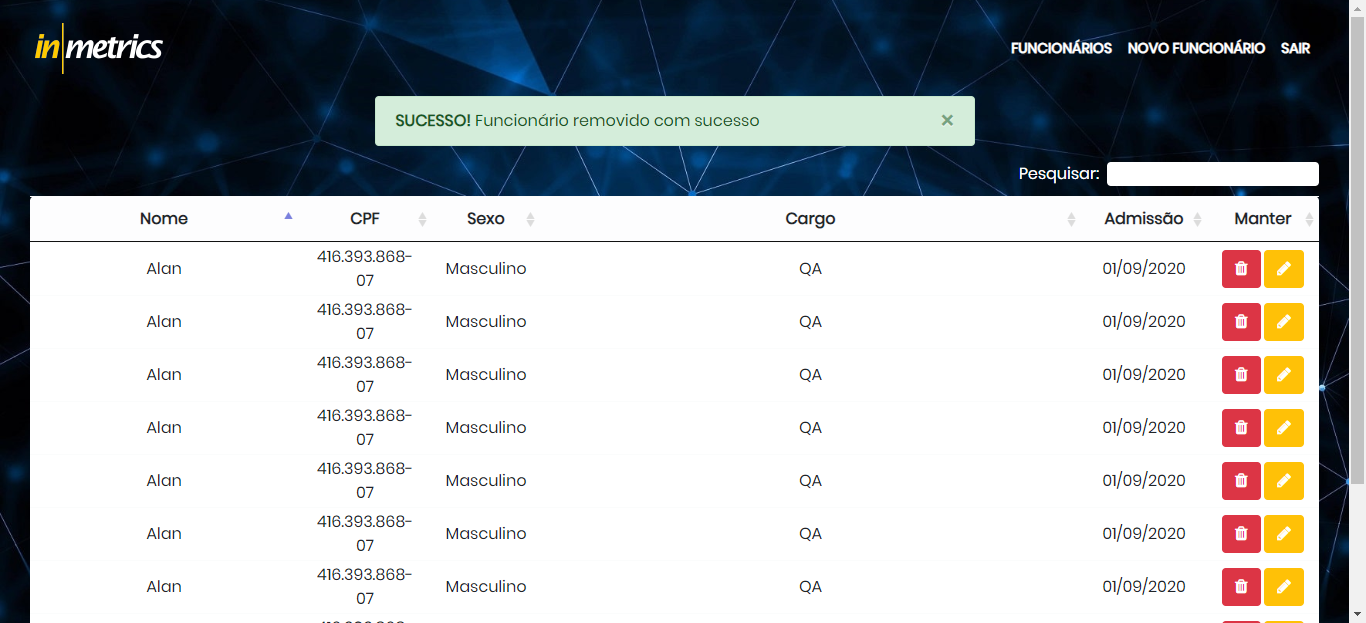 in metrics
FUNCIONÁRIOS NOVO FUNCIONÁRIO SAIR
SUCESSO! Funcionário removido com sucesso ×
Pesquisar:
Nome CPF Sexo Cargo Admissão Manter
Alan 416.393.868-
07 Masculino QA 01/09/2020
Alan 416.393.868-
07 Masculino QA 01/09/2020
Alan 416.393.868-
07 Masculino QA 01/09/2020
Alan 416.393.868-
07 Masculino QA 01/09/2020
Alan 416.393.868-
07 Masculino QA 01/09/2020
Alan 416.393.868-
07 Masculino QA 01/09/2020
Alan 416.393.868-
07 Masculino QA 01/09/2020